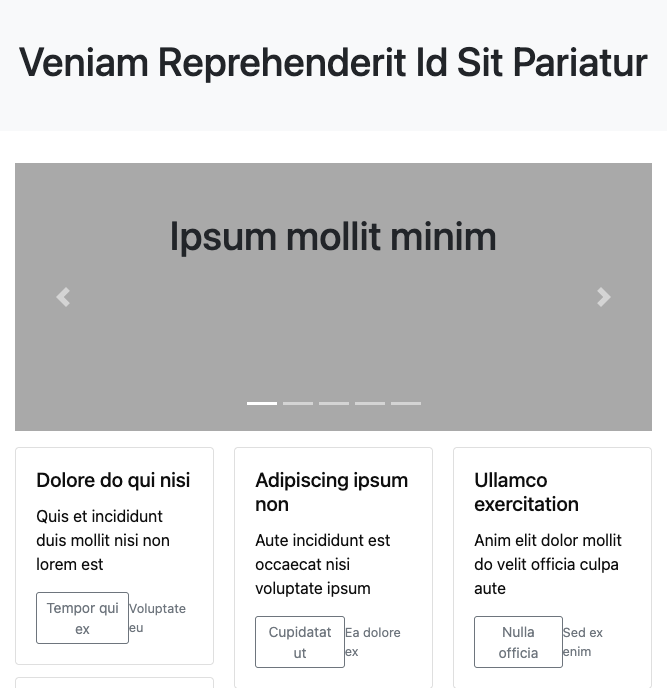 Veniam Reprehenderit Id Sit Pariatur
Ipsum mollit minim
Dolore do qui nisi
Quis et incididunt
duis mollit nisi non
lorem est
Tempor qui
ex
Voluptate
eu
Adipiscing ipsum
non
Aute incididunt est
occaecat nisi
voluptate ipsum
Cupidatat
ut
Ea dolore
ex
Ullamco
exercitation
Anim elit dolor mollit
do velit officia culpa
aute
Nulla
officia
Sed ex
enim